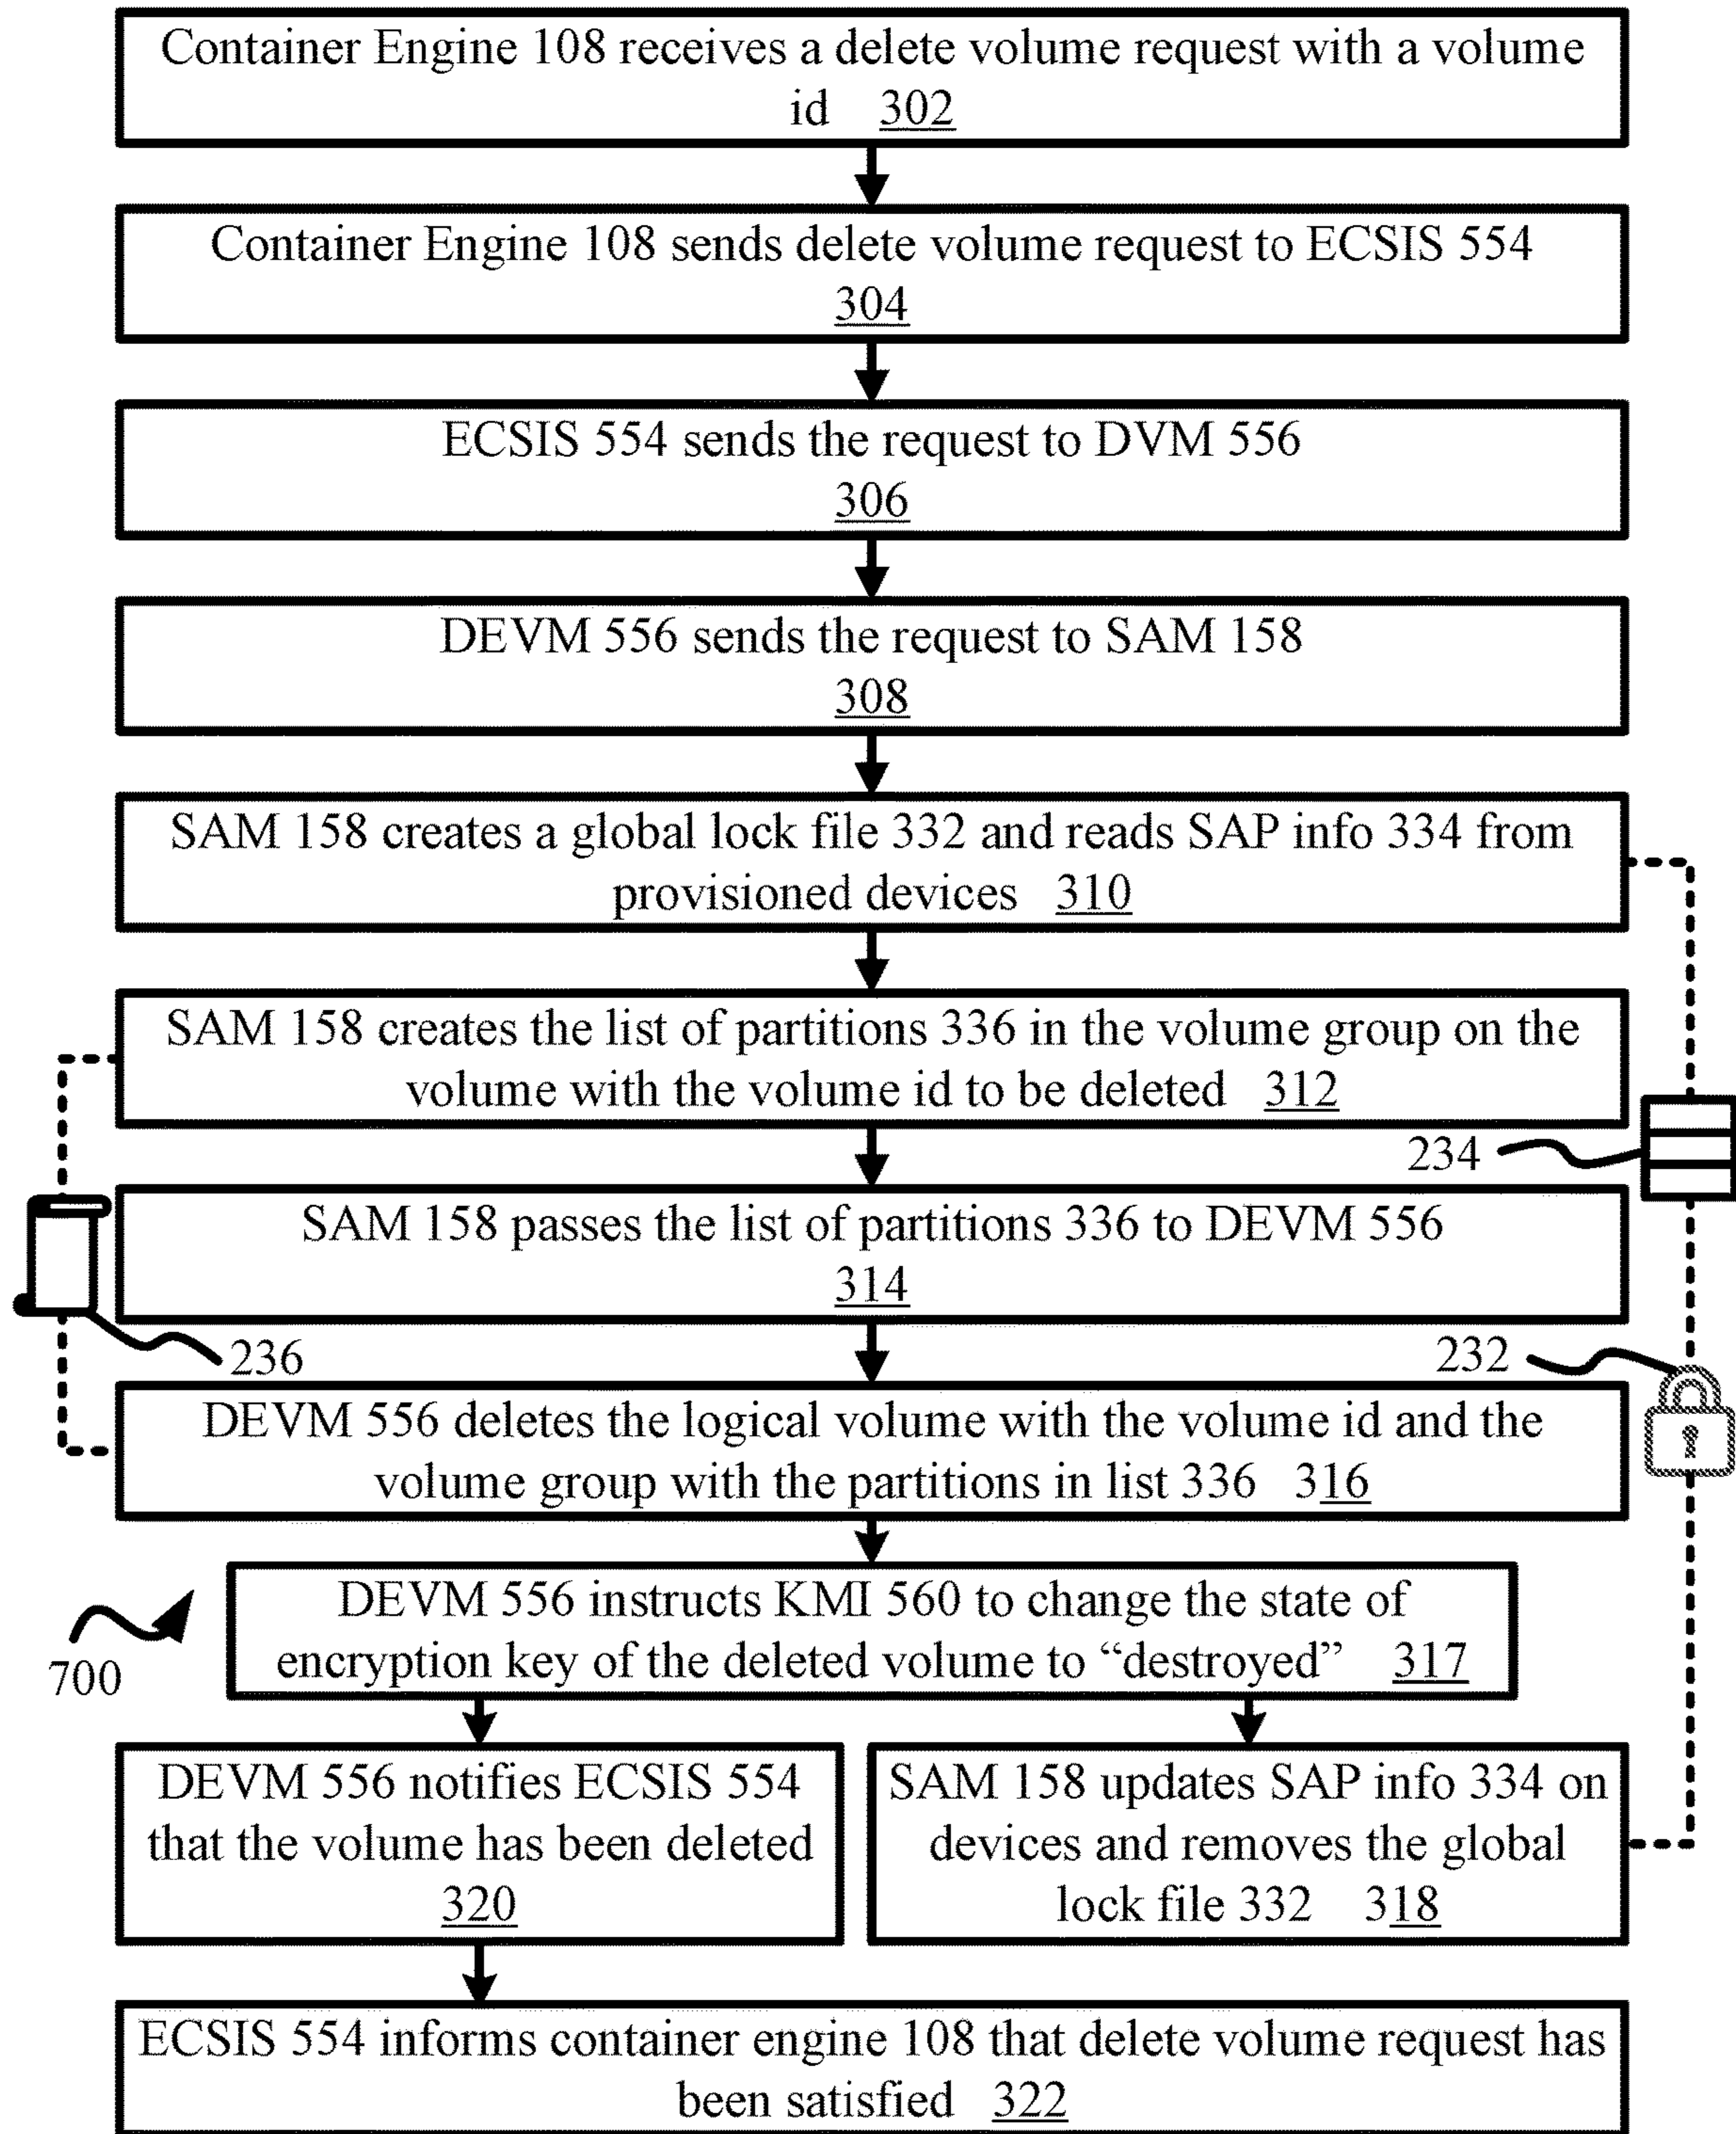 Container Engine 108 receives a delete volume request with a volume
id 302
Container Engine 108 sends delete volume request to ECSIS 554
304
ECSIS 554 sends the request to DVM 556
306
DEVM 556 sends the request to SAM 158
308
SAM 158 creates a global lock file 332 and reads SAP info 334 from
provisioned devices 310
SAM 158 creates the list of partitions 336 in the volume group on the
volume with the volume id to be deleted 312
234
SAM 158 passes the list of partitions 336 to DEVM 556
314
236
232
DEVM 556 deletes the logical volume with the volume id and the
volume group with the partitions in list 336 316
DEVM 556 instructs KMI 560 to change the state of
encryption key of the deleted volume to “destroyed” 317
700
DEVM 556 notifies ECSIS 554
that the volume has been deleted
320
SAM 158 updates SAP info 334 on
devices and removes the global
lock file 332 318
ECSIS 554 informs container engine 108 that delete volume request has
been satisfied 322